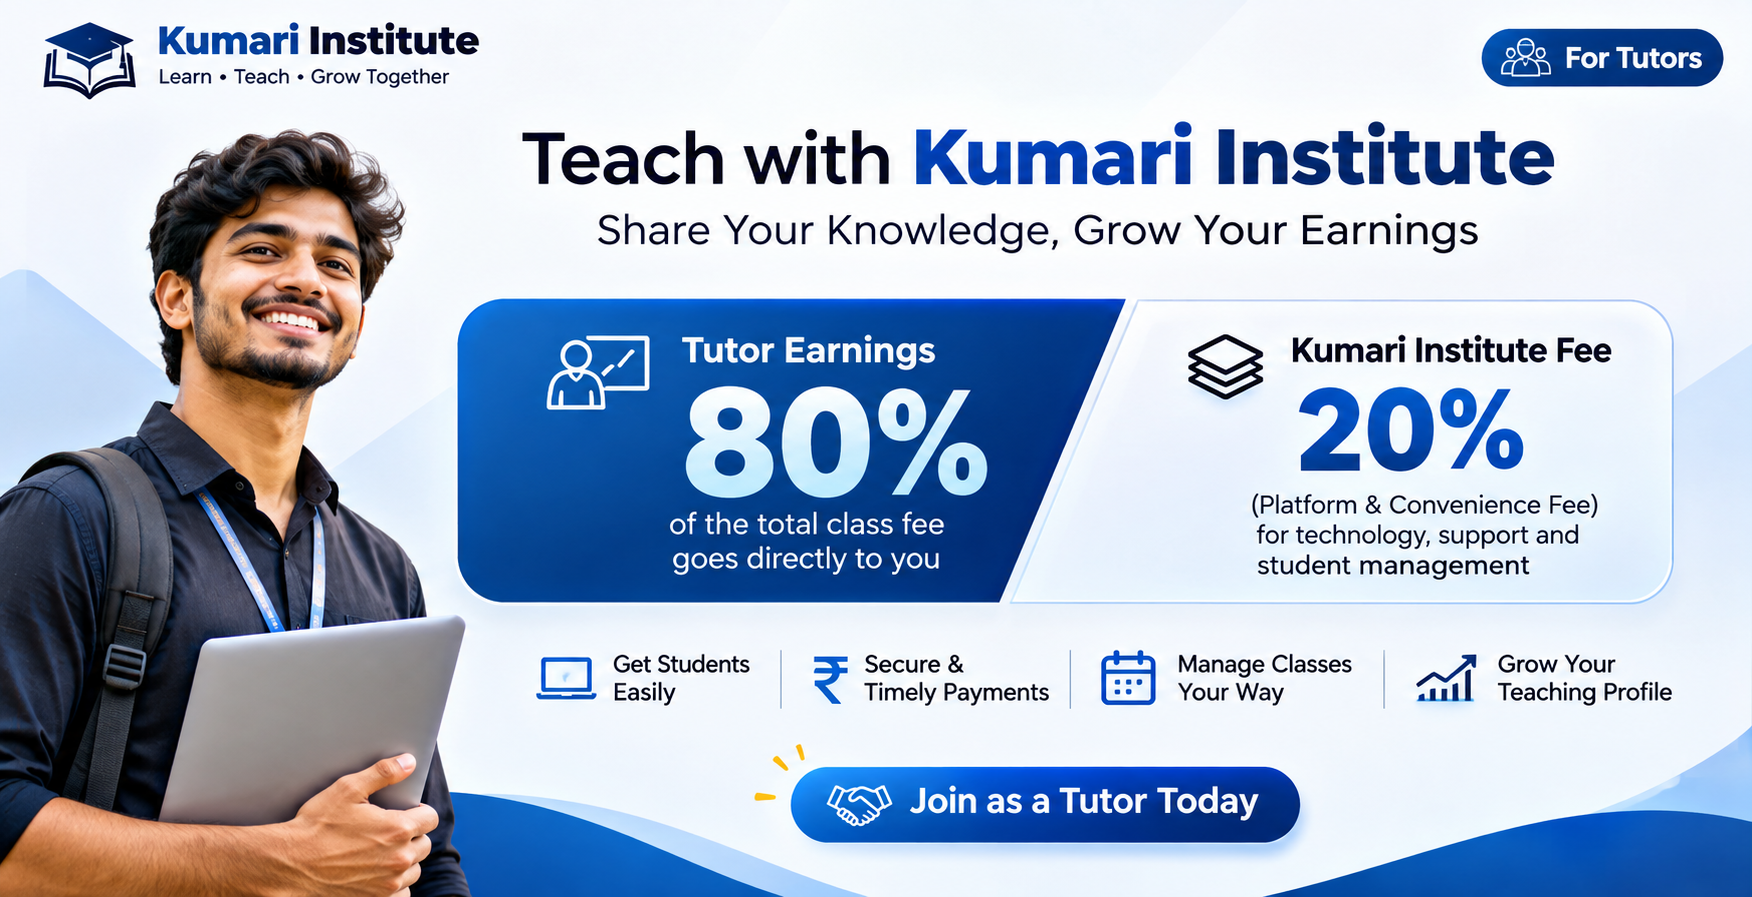 Kumari Institute
Learn • Teach • Grow Together
For Tutors
Teach with Kumari Institute
Share Your Knowledge, Grow Your Earnings
Tutor Earnings
80%
of the total class fee
goes directly to you
Kumari Institute Fee
20%
(Platform & Convenience Fee)
for technology, support and
student management
Get Students
Easily
₹
Secure &
Timely Payments
Manage Classes
Your Way
Grow Your
Teaching Profile
Join as a Tutor Today